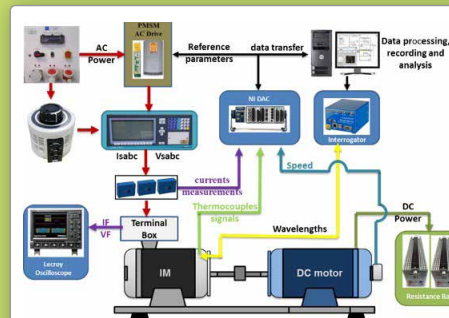 PMSM
AC Drive
AC
Power
Reference
parameters
data transfer
Data processing,
recording and
analysis
NI DAC
Interrogator
Isabc
Vsabc
Speed
currents
measurements
DC
Power
Thermocouples
signals
IF
VF
Terminal
Box
Wavelengths
Lecroy
Oscilloscope
IM
DC motor
Resistance Ba